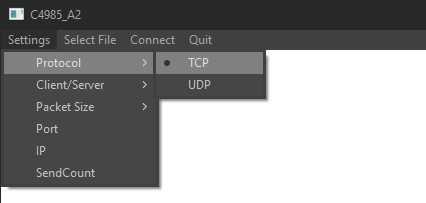 C4985_A2
Settings Select File Connect Quit
Protocol TCP
Client/Server UDP
Packet Size
Port
IP
SendCount